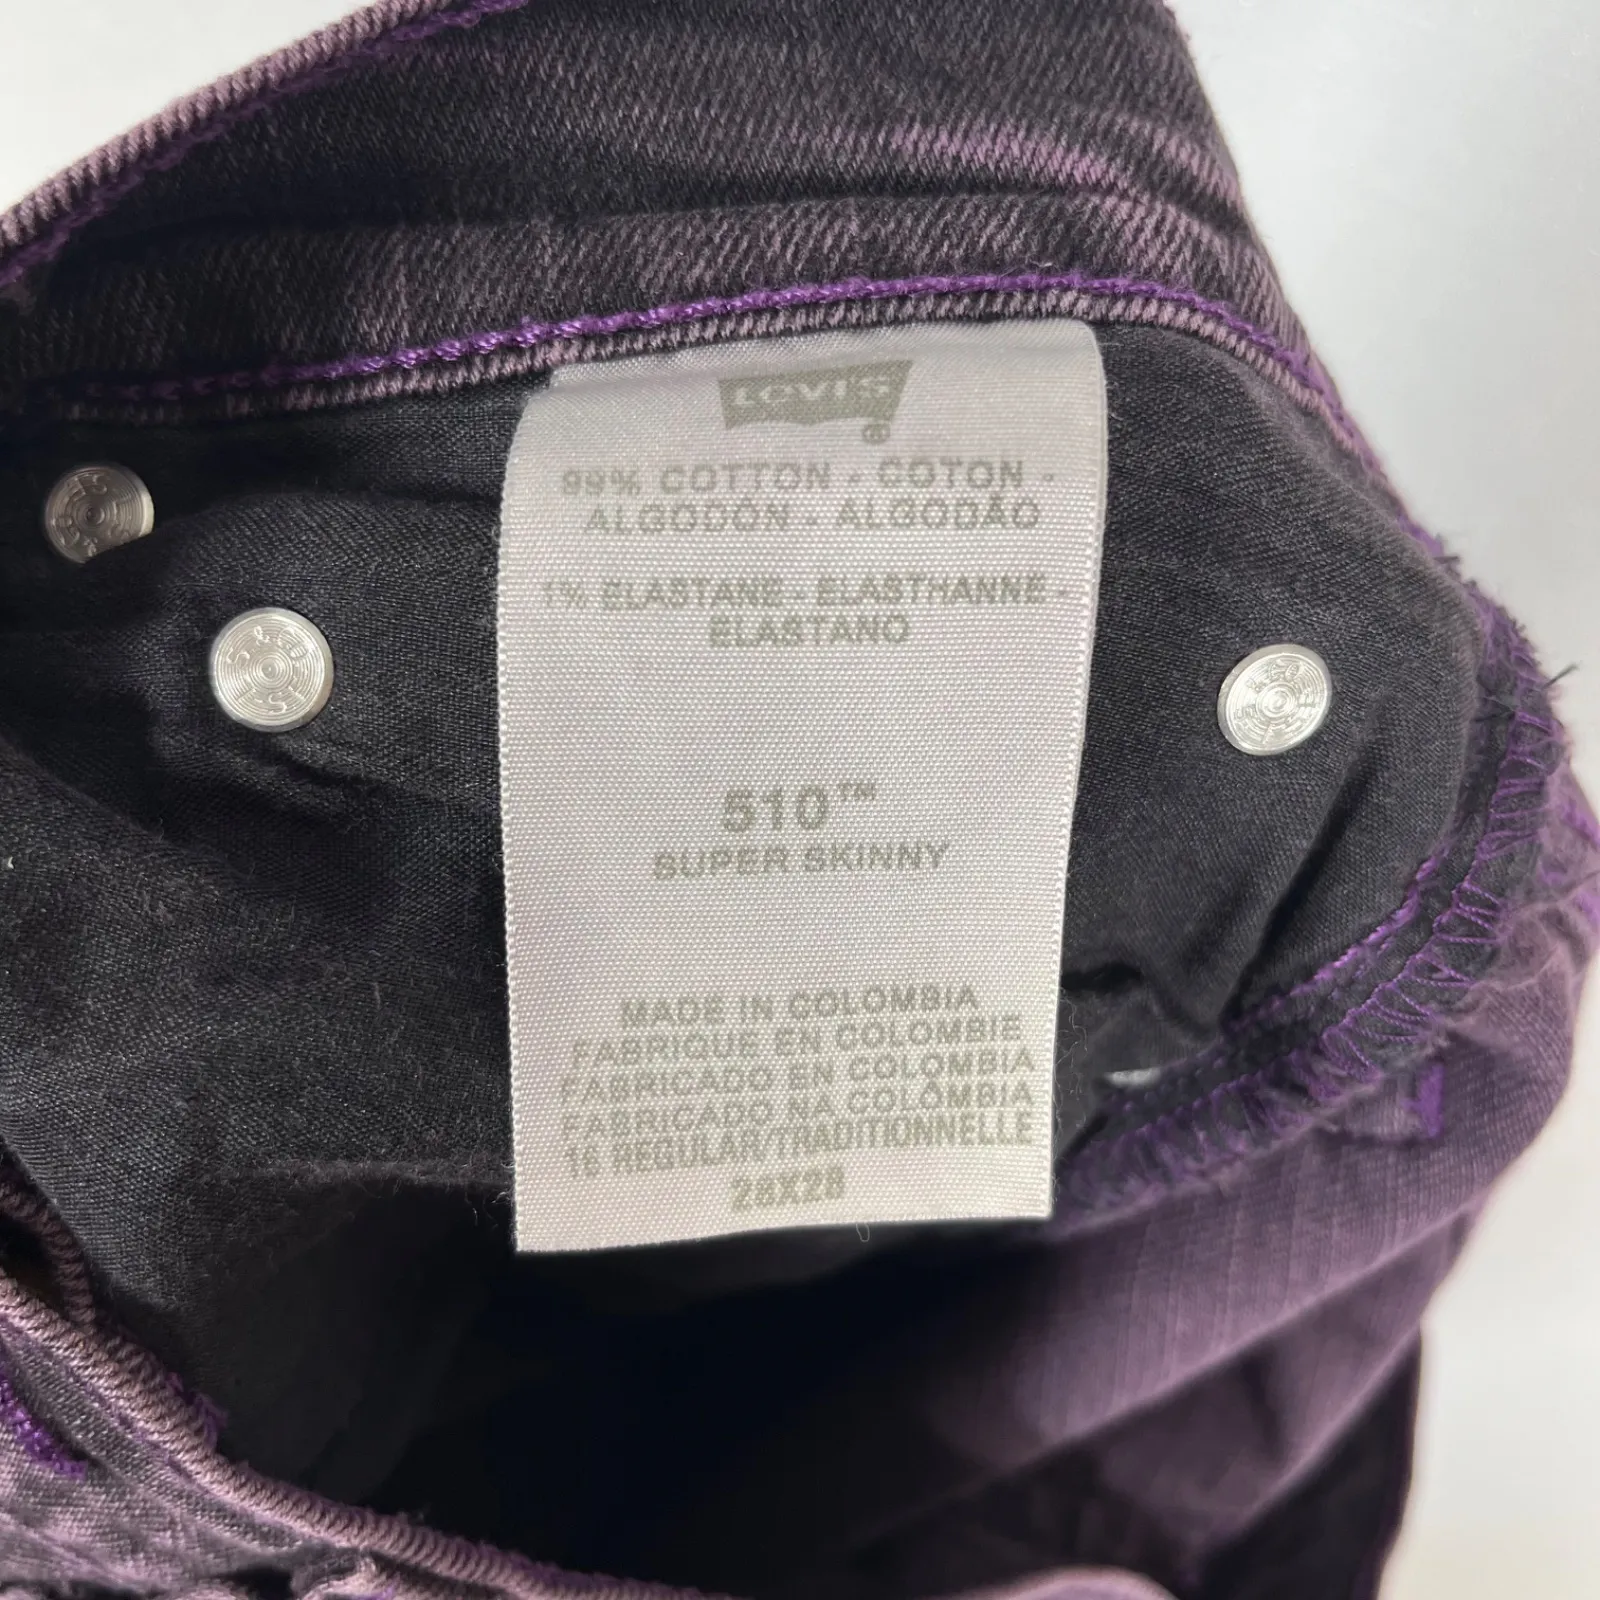 LEVI'S
®
99% COTTON - COTON -
ALGODÓN - ALGODÃO
1% ELASTANE - ELASTHANNE -
ELASTANO
510™
SUPER SKINNY
MADE IN COLOMBIA
FABRIQUE EN COLOMBIE
FABRICADO EN COLOMBIA
FABRICADO NA COLÔMBIA
16 REGULAR/TRADITIONNELLE
28X28